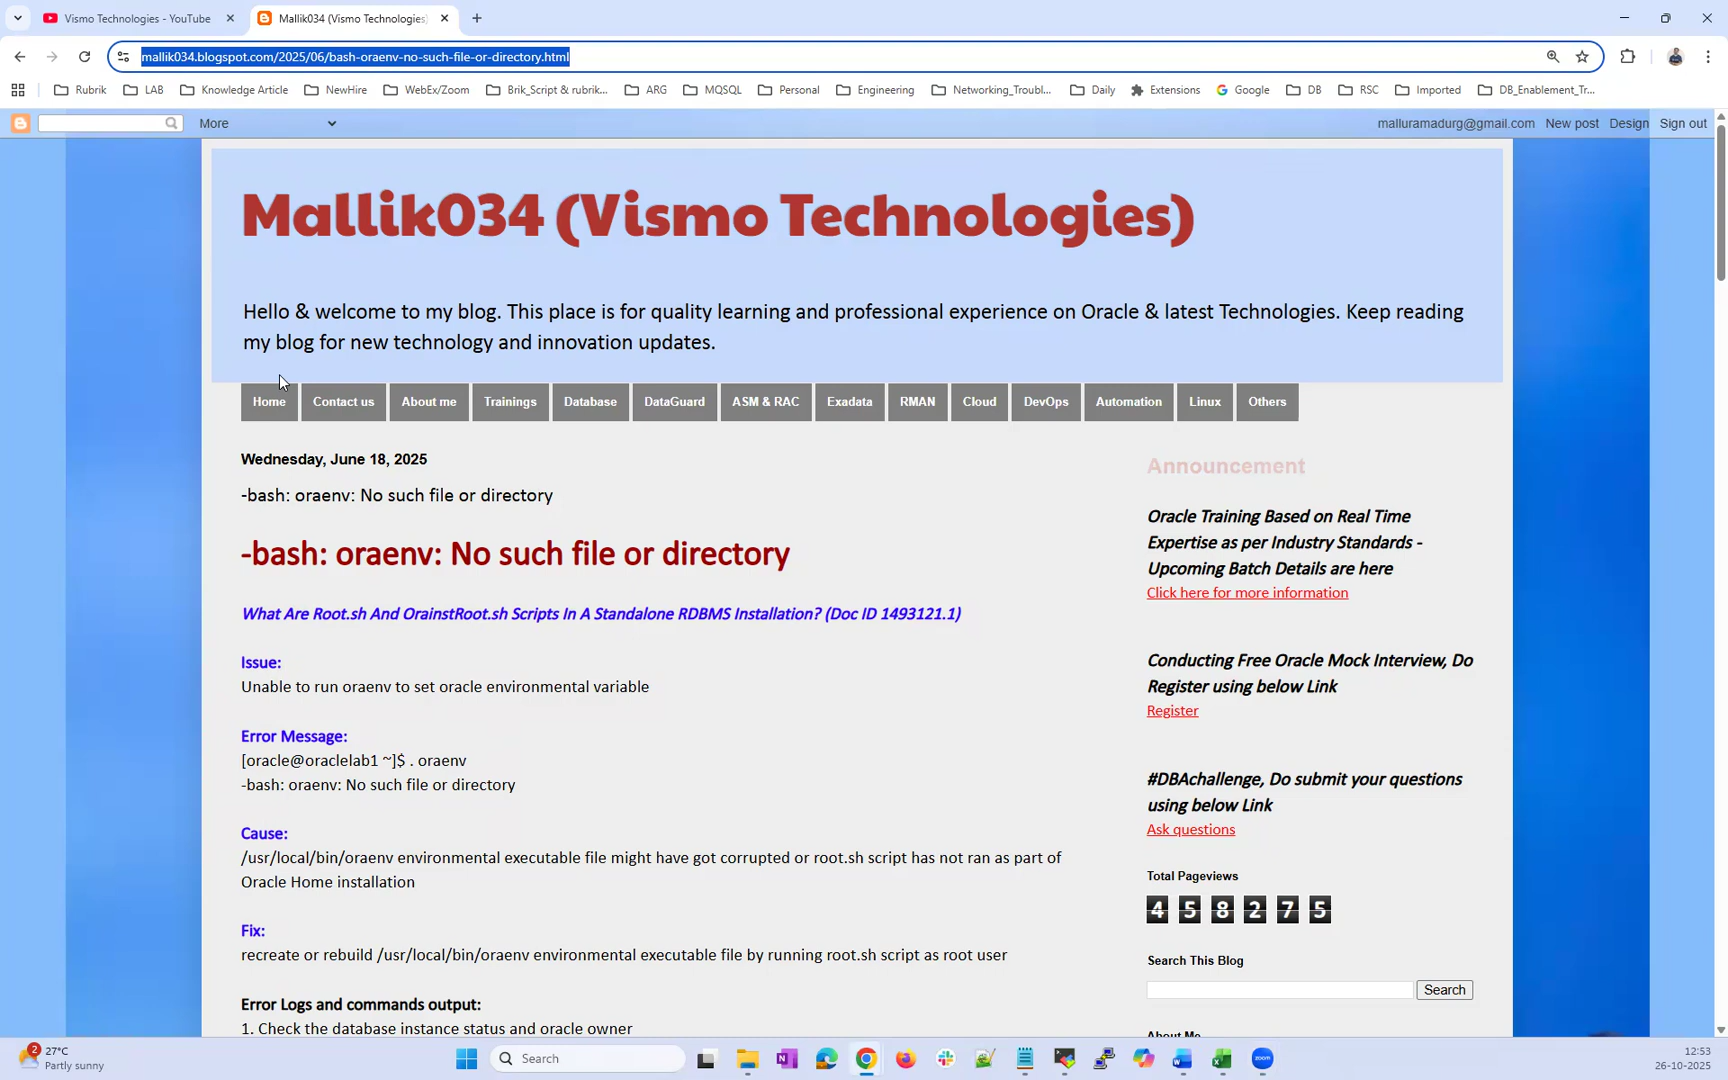 Vismo Technologies - YouTube
Mallik034 (Vismo Technologies)
mallik034.blogspot.com/2025/06/bash-oraenv-no-such-file-or-directory.html
Rubrik
LAB
Knowledge Article
NewHire
WebEx/Zoom
Brik_Script & rubrik...
ARG
MQSQL
Personal
Engineering
Networking_Troubl...
Daily
Extensions
Google
DB
RSC
Imported
DB_Enablement_Tr...
More
malluramadurg@gmail.com
New post
Design
Sign out
Mallik034 (Vismo Technologies)
Hello & welcome to my blog. This place is for quality learning and professional experience on Oracle & latest Technologies. Keep reading
my blog for new technology and innovation updates.
Home
Contact us
About me
Trainings
Database
DataGuard
ASM & RAC
Exadata
RMAN
Cloud
DevOps
Automation
Linux
Others
Wednesday, June 18, 2025
-bash: oraenv: No such file or directory
-bash: oraenv: No such file or directory
What Are Root.sh And OrainstRoot.sh Scripts In A Standalone RDBMS Installation? (Doc ID 1493121.1)
Issue:
Unable to run oraenv to set oracle environmental variable
Error Message:
[oracle@oraclelab1 ~]$ . oraenv
-bash: oraenv: No such file or directory
Cause:
/usr/local/bin/oraenv environmental executable file might have got corrupted or root.sh script has not ran as part of
Oracle Home installation
Fix:
recreate or rebuild /usr/local/bin/oraenv environmental executable file by running root.sh script as root user
Error Logs and commands output:
1. Check the database instance status and oracle owner
Announcement
Oracle Training Based on Real Time
Expertise as per Industry Standards -
Upcoming Batch Details are here
Click here for more information
Conducting Free Oracle Mock Interview, Do
Register using below Link
Register
#DBAchallenge, Do submit your questions
using below Link
Ask questions
Total Pageviews
458275
Search This Blog
Search
About Me
2
27°C
Partly sunny
Search
zoom
12:53
26-10-2025